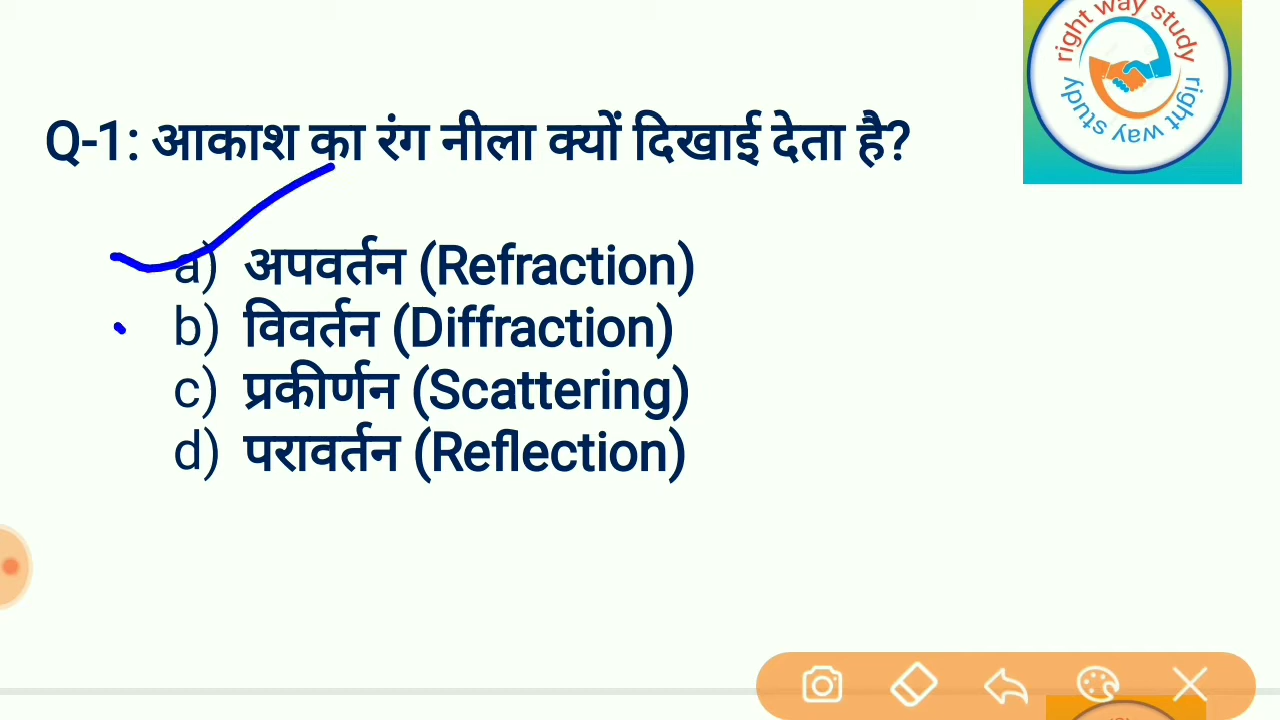 right way study
right way study
Q-1: आकाश का रंग नीला क्यों दिखाई देता है?
a) अपवर्तन (Refraction)
b) विवर्तन (Diffraction)
c) प्रकीर्णन (Scattering)
d) परावर्तन (Reflection)